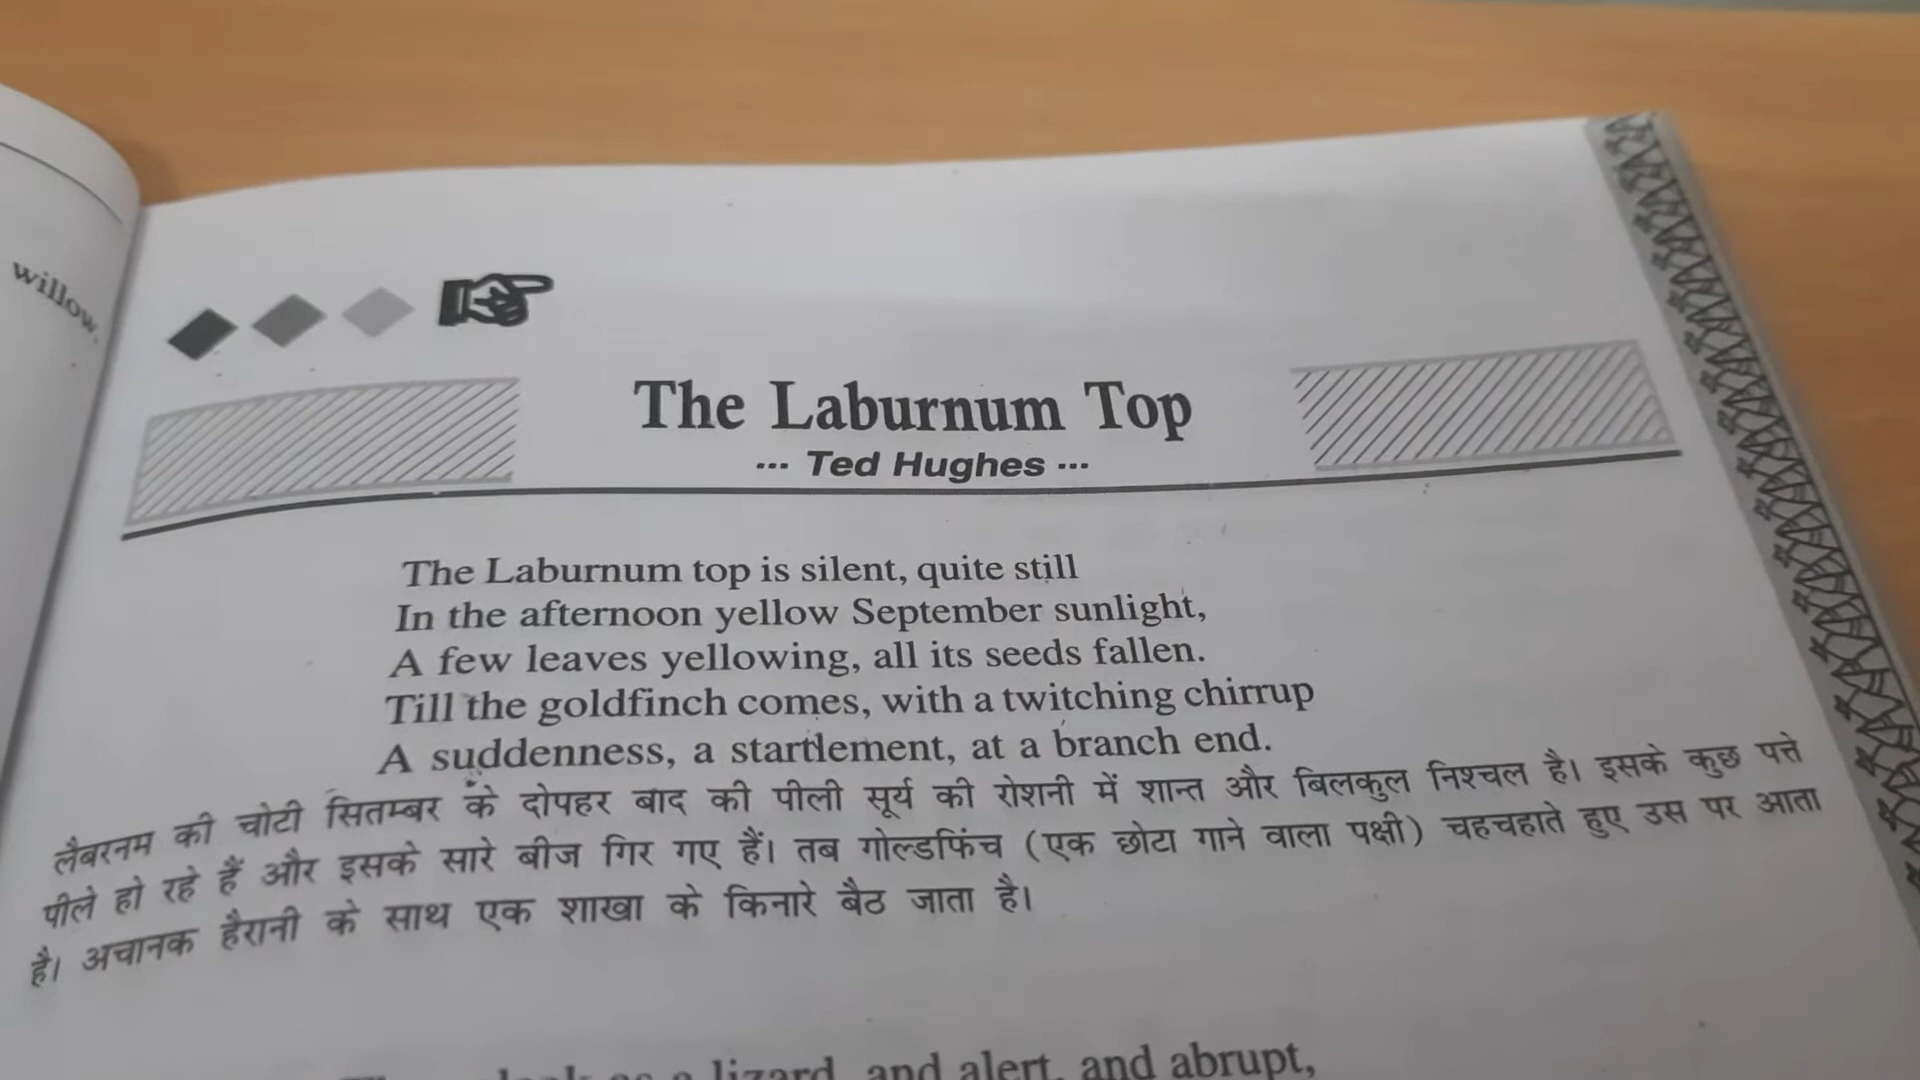 willow,
The Laburnum Top
--- Ted Hughes ---
The Laburnum top is silent, quite still
In the afternoon yellow September sunlight,
A few leaves yellowing, all its seeds fallen.
Till the goldfinch comes, with a twitching chirrup
A suddenness, a startlement, at a branch end.
लैबरनम की चोटी सितम्बर के दोपहर बाद की पीली सूर्य की रोशनी में शान्त और बिलकुल निश्चल है। इसके कुछ पत्ते
पीले हो रहे हैं और इसके सारे बीज गिर गए हैं। तब गोल्डफिंच (एक छोटा गाने वाला पक्षी) चहचहाते हुए उस पर आता
है। अचानक हैरानी के साथ एक शाखा के किनारे बैठ जाता है।
as a lizard, and alert, and abrupt,